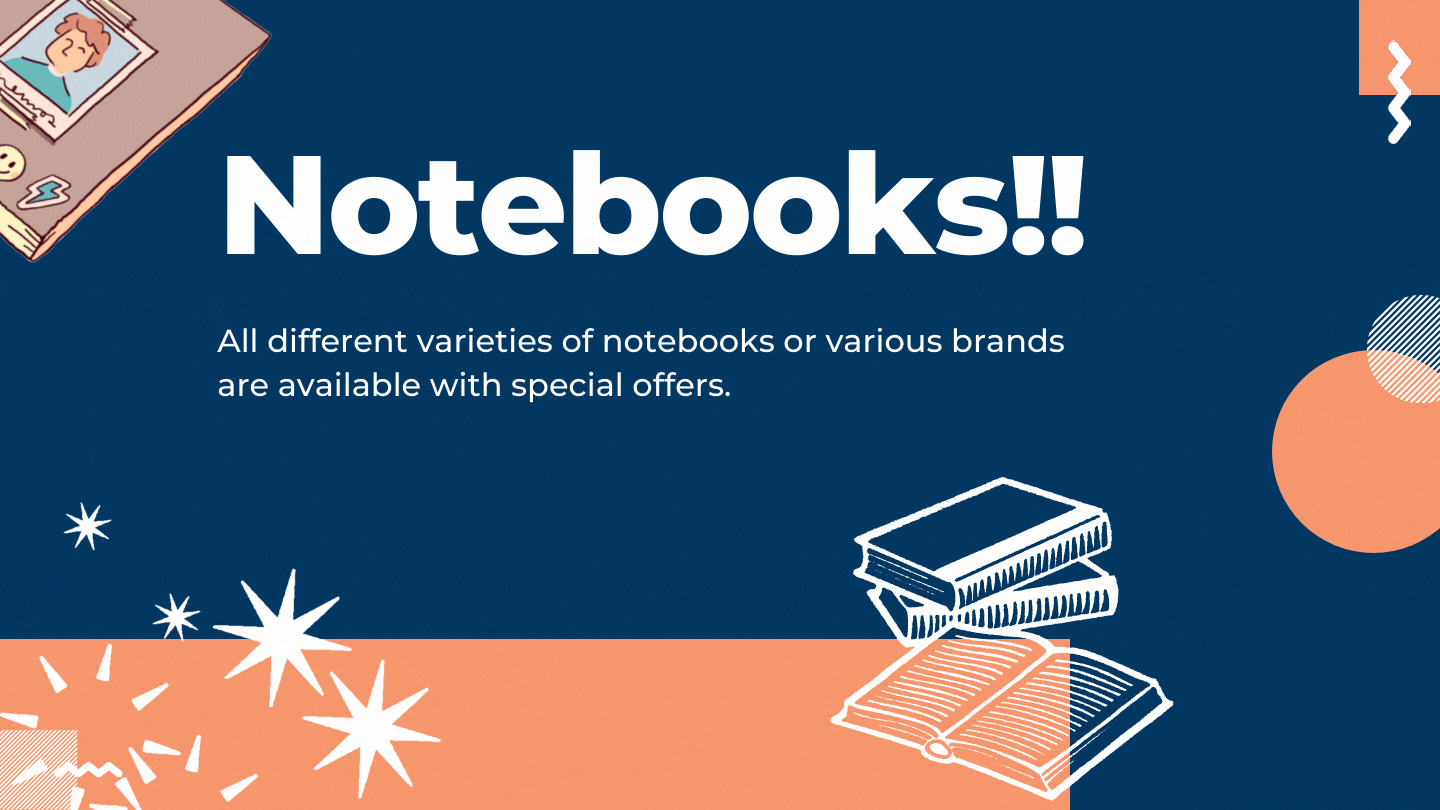 Notebooks!!
All different varieties of notebooks or various brands
are available with special offers.